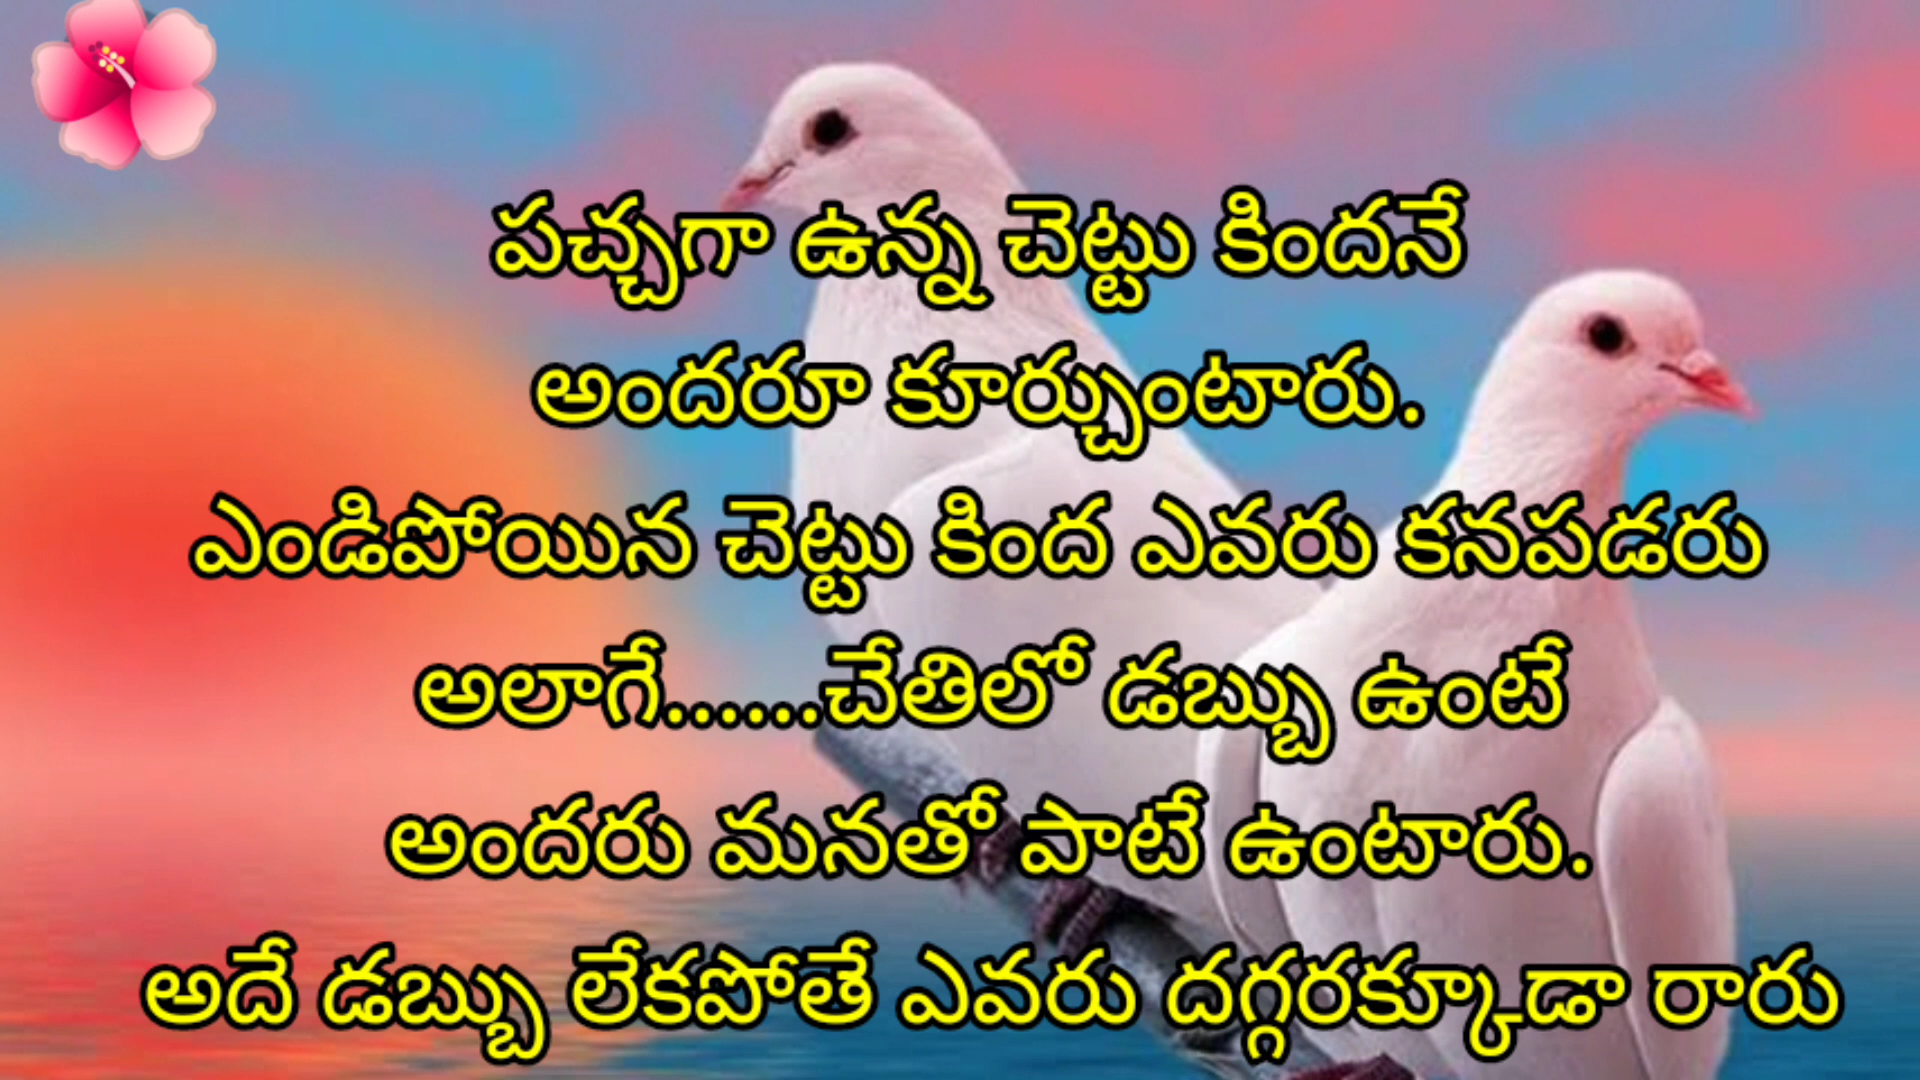 పచ్చగా ఉన్న చెట్టు కిందనే
అందరూ కూర్చుంటారు.
ఎండిపోయిన చెట్టు కింద ఎవరు కనపడరు
అలాగే......చేతిలో డబ్బు ఉంటే
అందరు మనతో పాటే ఉంటారు.
అదే డబ్బు లేకపోతే ఎవరు దగ్గరక్కూడా రారు